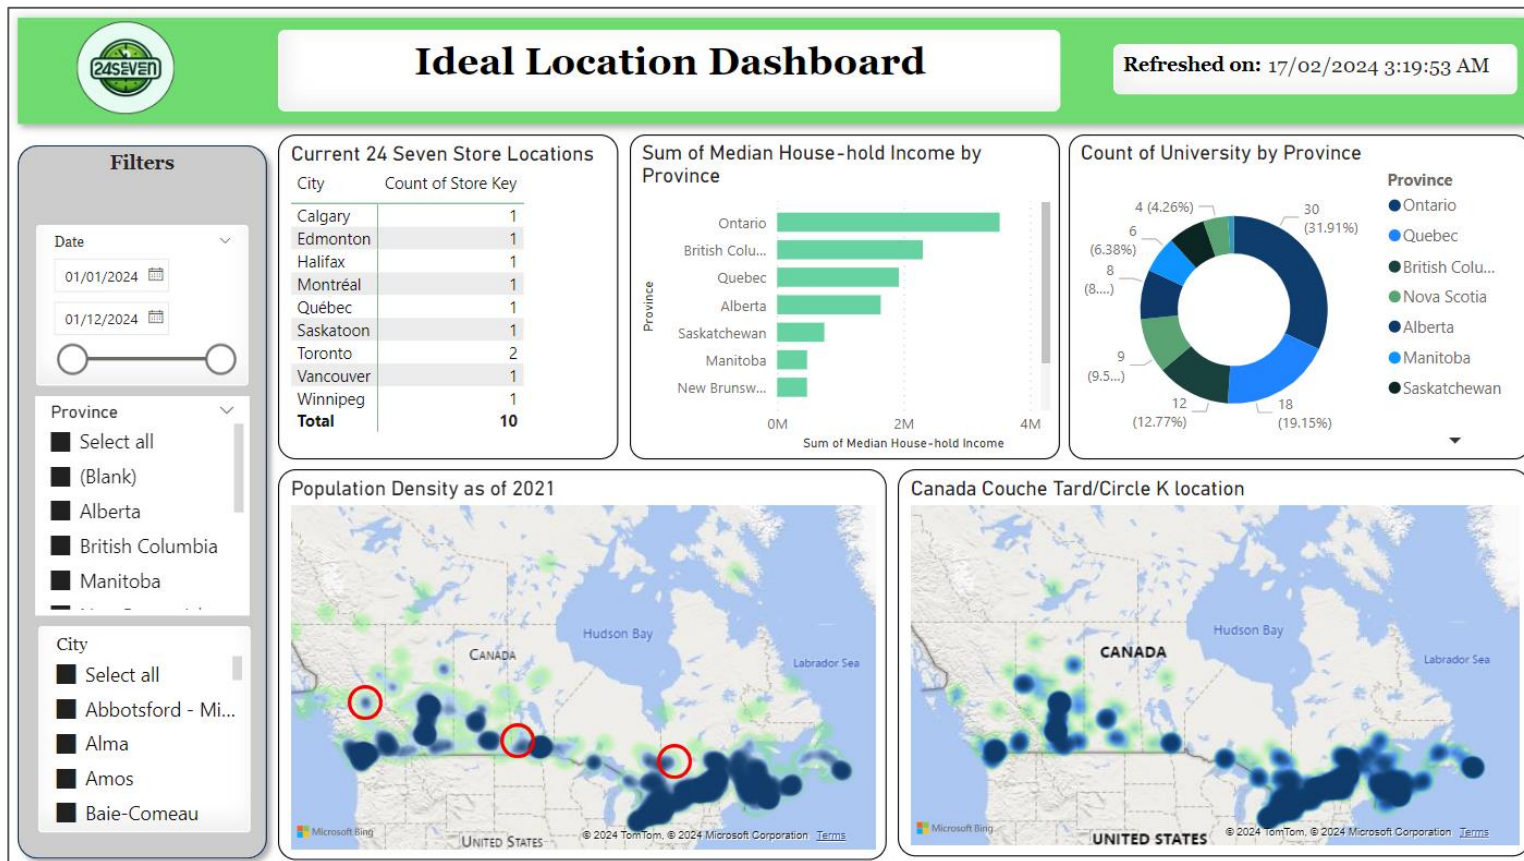 24SEVEN
Ideal Location Dashboard
Refreshed on: 17/02/2024 3:19:53 AM
Filters
Date
01/01/2024
01/12/2024
Province
Select all
(Blank)
Alberta
British Columbia
Manitoba
City
Select all
Abbotsford - Mi...
Alma
Amos
Baie-Comeau
Current 24 Seven Store Locations
City Count of Store Key
Calgary 1
Edmonton 1
Halifax 1
Montréal 1
Québec 1
Saskatoon 1
Toronto 2
Vancouver 1
Winnipeg 1
Total 10
Sum of Median House-hold Income by
Province
Province
Ontario
British Colu...
Quebec
Alberta
Saskatchewan
Manitoba
New Brunsw...
0M 2M 4M
Sum of Median House-hold Income
Count of University by Province
4 (4.26%)
6
(6.38%)
8
(8....)
9
(9.5...)
12
(12.77%)
18
(19.15%)
30
(31.91%)
Province
Ontario
Quebec
British Colu...
Nova Scotia
Alberta
Manitoba
Saskatchewan
Population Density as of 2021
Hudson Bay
CANADA
Labrador Sea
Microsoft Bing
UNITED STATES
© 2024 TomTom, © 2024 Microsoft Corporation Terms
Canada Couche Tard/Circle K location
Hudson Bay
CANADA
Labrador Sea
Microsoft Bing
UNITED STATES
© 2024 TomTom, © 2024 Microsoft Corporation Terms